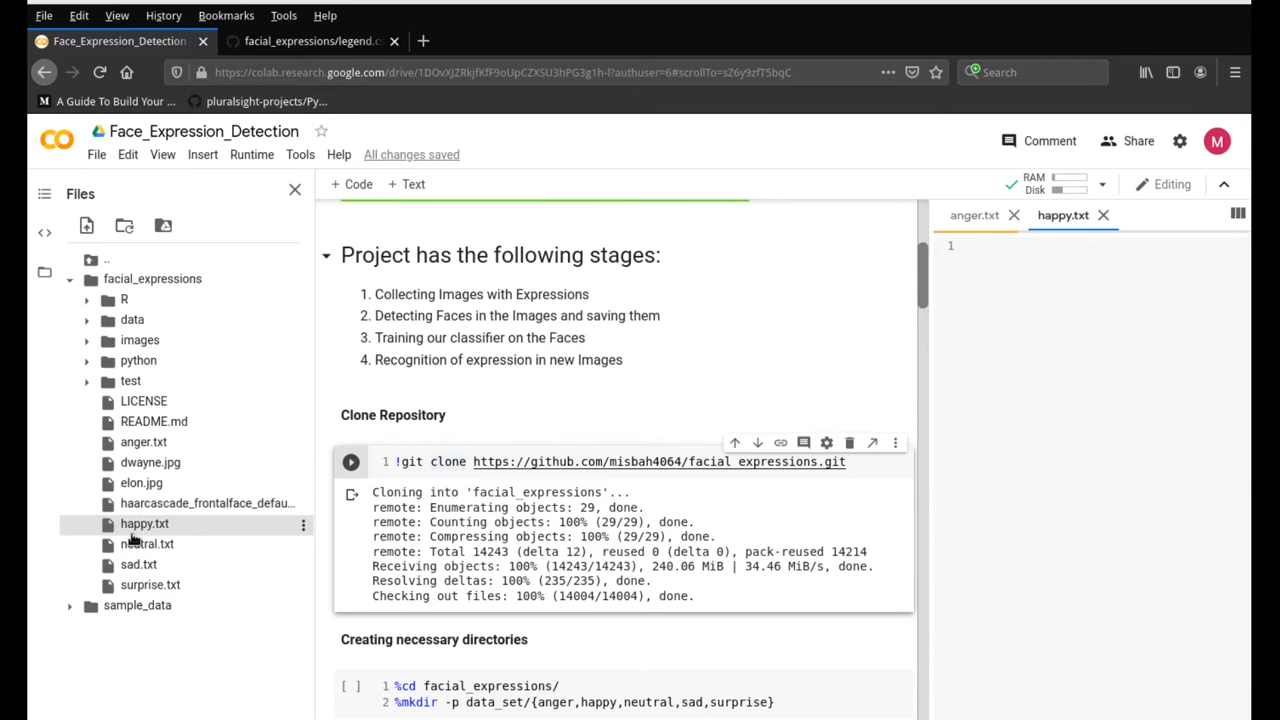 File Edit View History Bookmarks Tools Help
Face_Expression_Detection facial_expressions/legend.cs
https://colab.research.google.com/drive/1DOvXJZRkjfKfF9oUpCZXSU3hPG3g1h-l?authuser=6#scrollTo=sZ6y9zfT5bqC Search
M A Guide To Build Your ... pluralsight-projects/Py...
Face_Expression_Detection
Comment Share M
File Edit View Insert Runtime Tools Help All changes saved
Files
+ Code + Text
RAM
Disk
Editing
anger.txt happy.txt
1
..
facial_expressions
R
data
images
python
test
LICENSE
README.md
anger.txt
dwayne.jpg
elon.jpg
haarcascade_frontalface_defau...
happy.txt
neutral.txt
sad.txt
surprise.txt
sample_data
Project has the following stages:
1. Collecting Images with Expressions
2. Detecting Faces in the Images and saving them
3. Training our classifier on the Faces
4. Recognition of expression in new Images
Clone Repository
1 !git clone https://github.com/misbah4064/facial_expressions.git
Cloning into 'facial_expressions'...
remote: Enumerating objects: 29, done.
remote: Counting objects: 100% (29/29), done.
remote: Compressing objects: 100% (29/29), done.
remote: Total 14243 (delta 12), reused 0 (delta 0), pack-reused 14214
Receiving objects: 100% (14243/14243), 240.06 MiB | 34.46 MiB/s, done.
Resolving deltas: 100% (235/235), done.
Checking out files: 100% (14004/14004), done.
Creating necessary directories
[ ] 1 %cd facial_expressions/
2 %mkdir -p data_set/{anger,happy,neutral,sad,surprise}